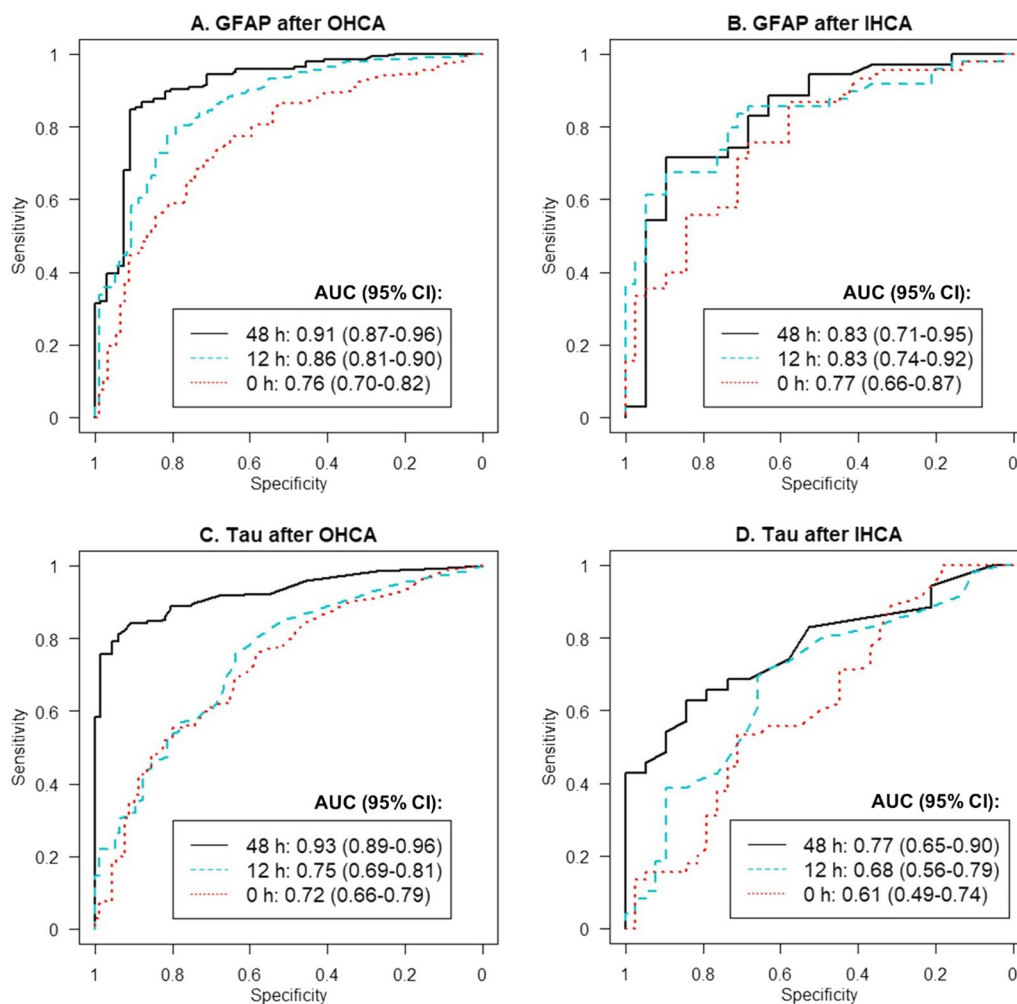 A. GFAP after OHCA
Sensitivity
1
0.8
0.6
0.4
0.2
0
AUC (95% CI):
48 h: 0.91 (0.87-0.96)
12 h: 0.86 (0.81-0.90)
0 h: 0.76 (0.70-0.82)
1 0.8 0.6 0.4 0.2 0
Specificity
B. GFAP after IHCA
Sensitivity
1
0.8
0.6
0.4
0.2
0
AUC (95% CI):
48 h: 0.83 (0.71-0.95)
12 h: 0.83 (0.74-0.92)
0 h: 0.77 (0.66-0.87)
1 0.8 0.6 0.4 0.2 0
Specificity
C. Tau after OHCA
Sensitivity
1
0.8
0.6
0.4
0.2
0
AUC (95% CI):
48 h: 0.93 (0.89-0.96)
12 h: 0.75 (0.69-0.81)
0 h: 0.72 (0.66-0.79)
1 0.8 0.6 0.4 0.2 0
Specificity
D. Tau after IHCA
Sensitivity
1
0.8
0.6
0.4
0.2
0
AUC (95% CI):
48 h: 0.77 (0.65-0.90)
12 h: 0.68 (0.56-0.79)
0 h: 0.61 (0.49-0.74)
1 0.8 0.6 0.4 0.2 0
Specificity